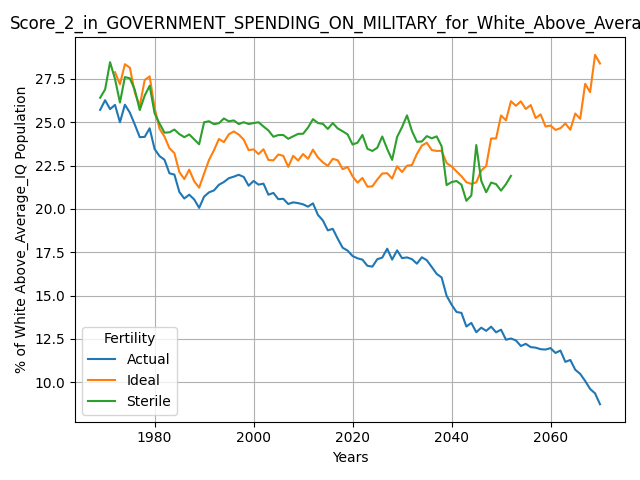 Score_2_in_GOVERNMENT_SPENDING_ON_MILITARY_for_White_Above_Avera
% of White Above_Average_IQ Population
27.5
25.0
22.5
20.0
17.5
15.0
12.5
10.0
Fertility
Actual
Ideal
Sterile
1980 2000 2020 2040 2060
Years